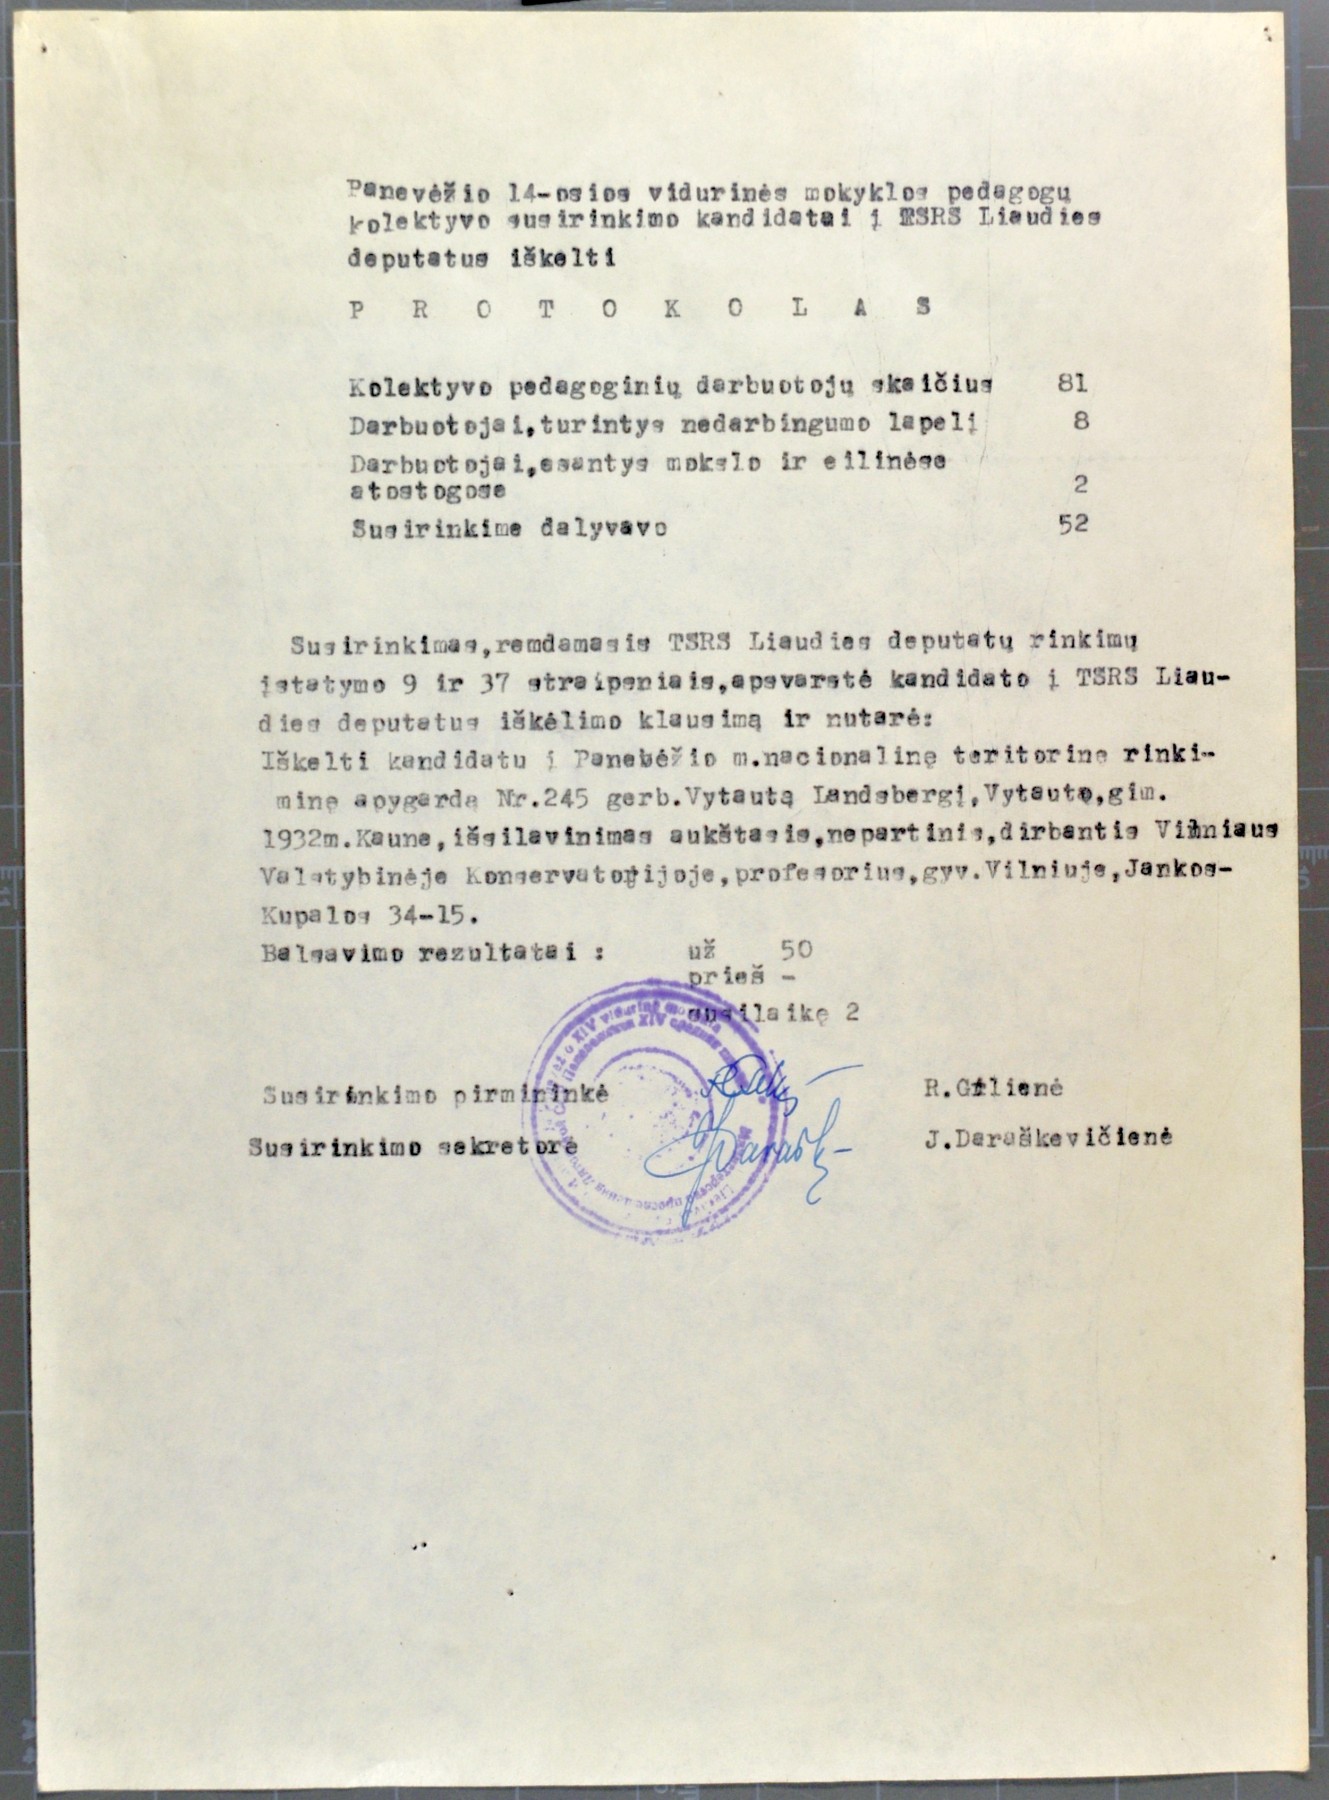 Panevėžio 14-osios vidurinės mokyklos pedagogų
kolektyvo susirinkimo kandidatai į TSRS Liaudies
deputatus iškelti
P R O T O K O L A S
Kolektyvo pedagoginių darbuotojų skaičius 81
Darbuotojai,turintys nedarbingumo lapelį 8
Darbuotojai,esantys mokslo ir eilinėse
atostogose 2
Susirinkime dalyvavo 52
Susirinkimas,remdamasis TSRS Liaudies deputatų rinkimų
įstatymo 9 ir 37 straipsniais,apsvarstė kandidato į TSRS Liau-
dies deputatus iškėlimo klausimą ir nutarė:
Iškelti kandidatu į Panebėžio m.nacionalinę teritorinę rinki-
minę apygardą Nr.245 gerb.Vytautą Landsbergį,Vytauto,gim.
1932m.Kaune,išsilavinimas aukštasis,nepartinis,dirbantis Vilniaus
Valstybinėje Konservatorijoje,profesorius,gyv.Vilniuje,Jankos-
Kupalos 34-15.
Balsavimo rezultatai : už 50
prieš -
susilaikę 2
Susirinkimo pirmininkė R.Gilienė
Susirinkimo sekretorė J.Daraškevičienė